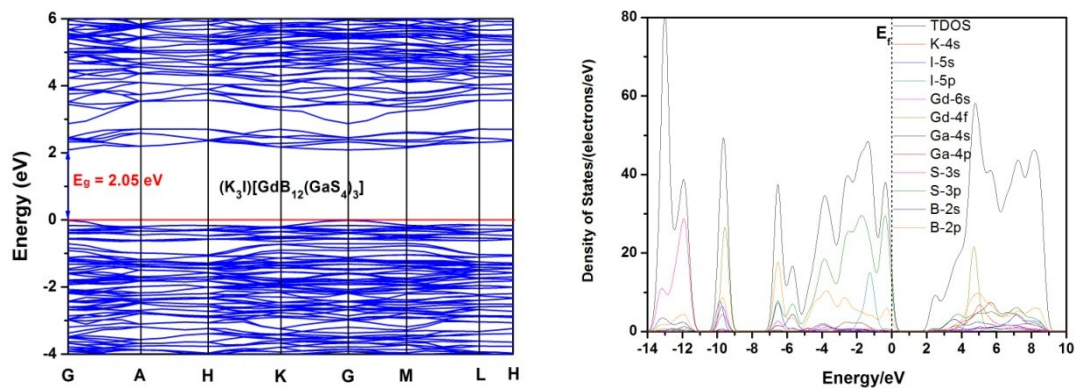 6
4
2
0
-2
-4
Energy (eV)
E_g = 2.05 eV
(K₃I)[GdB₁₂(GaS₄)₃]
G A H K G M L H
80
60
40
20
0
Density of States/(electrons/eV)
E_f
TDOS
K-4s
I-5s
I-5p
Gd-6s
Gd-4f
Ga-4s
Ga-4p
S-3s
S-3p
B-2s
B-2p
-14 -12 -10 -8 -6 -4 -2 0 2 4 6 8 10
Energy/eV